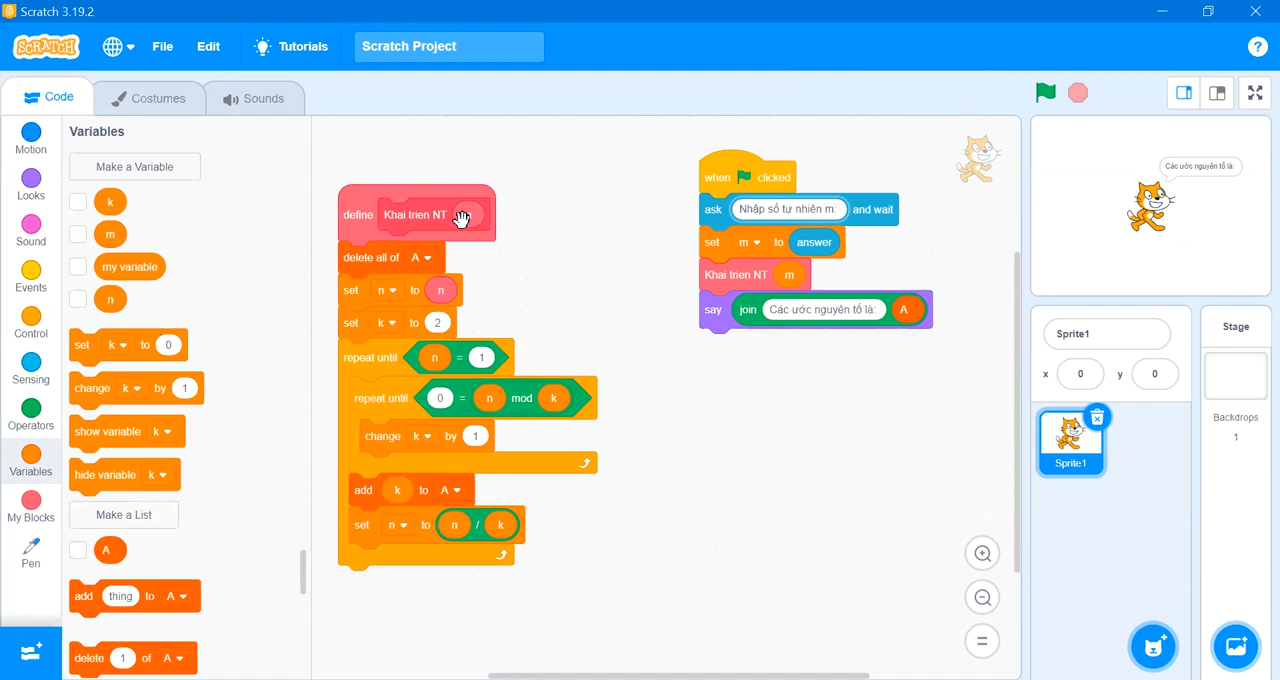 Scratch 3.19.2
SCRATCH File Edit Tutorials Scratch Project ?
Code Costumes Sounds
Motion
Looks
Sound
Events
Control
Sensing
Operators
Variables
My Blocks
Pen
Variables
Make a Variable
k
m
my variable
n
set k to 0
change k by 1
show variable k
hide variable k
Make a List
A
add thing to A
delete 1 of A
define Khai trien NT
delete all of A
set n to n
set k to 2
repeat until n = 1
repeat until 0 = n mod k
change k by 1
add k to A
set n to n / k
when clicked
ask Nhập số tự nhiên m: and wait
set m to answer
Khai trien NT m
say join Các ước nguyên tố là: A
Các ước nguyên tố là:
Sprite1
x 0 y 0
Sprite1
Stage
Backdrops
1